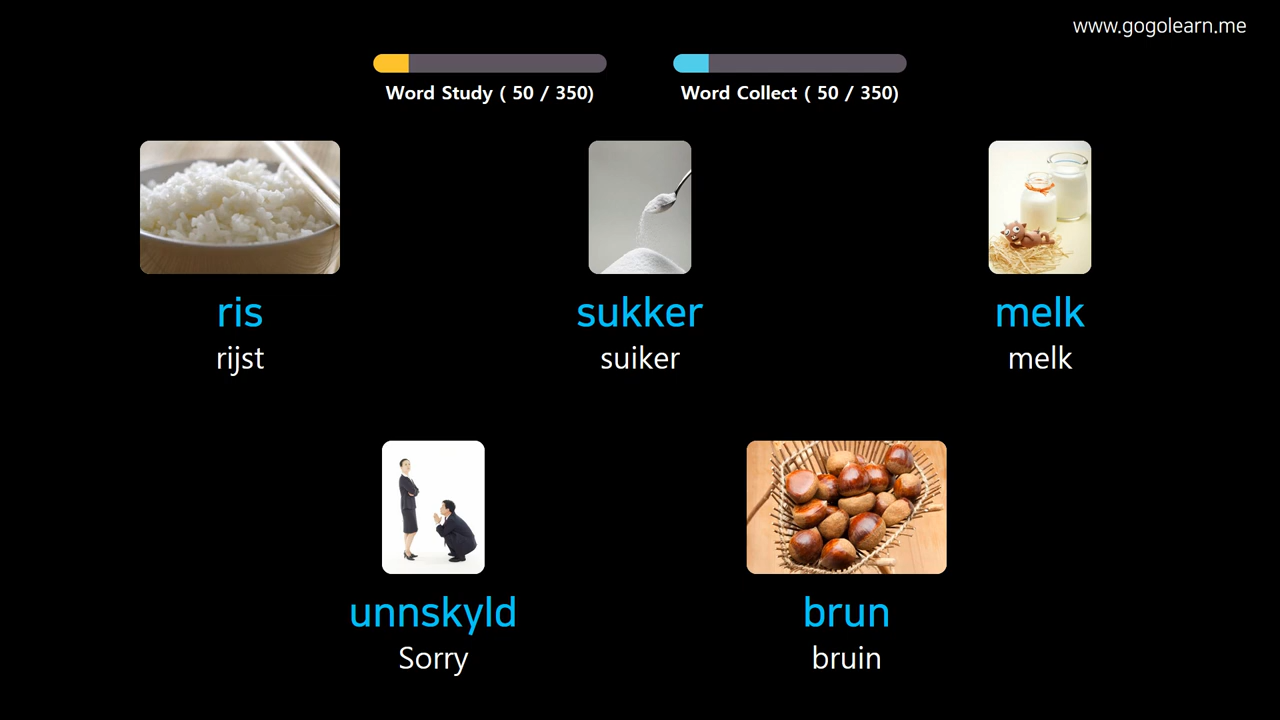 www.gogolearn.me
Word Study ( 50 / 350)
Word Collect ( 50 / 350)
ris
rijst
sukker
suiker
melk
melk
unnskyld
Sorry
brun
bruin